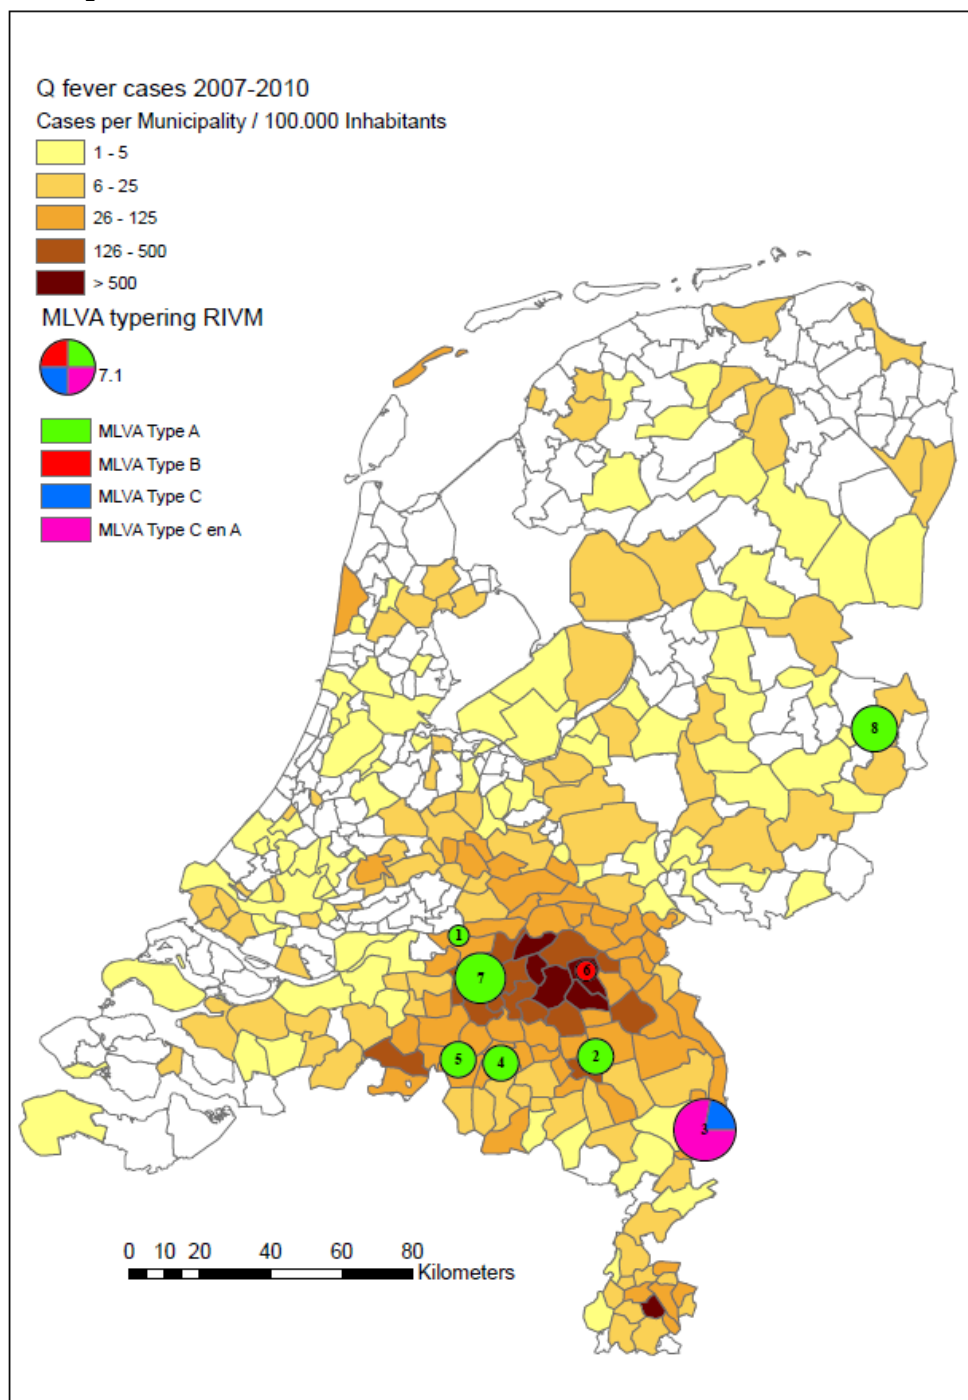 Q fever cases 2007-2010
Cases per Municipality / 100.000 Inhabitants
1 - 5
6 - 25
26 - 125
126 - 500
> 500
MLVA typering RIVM
7.1
MLVA Type A
MLVA Type B
MLVA Type C
MLVA Type C en A
8
1
6
7
5
4
2
3
0 10 20 40 60 80
Kilometers